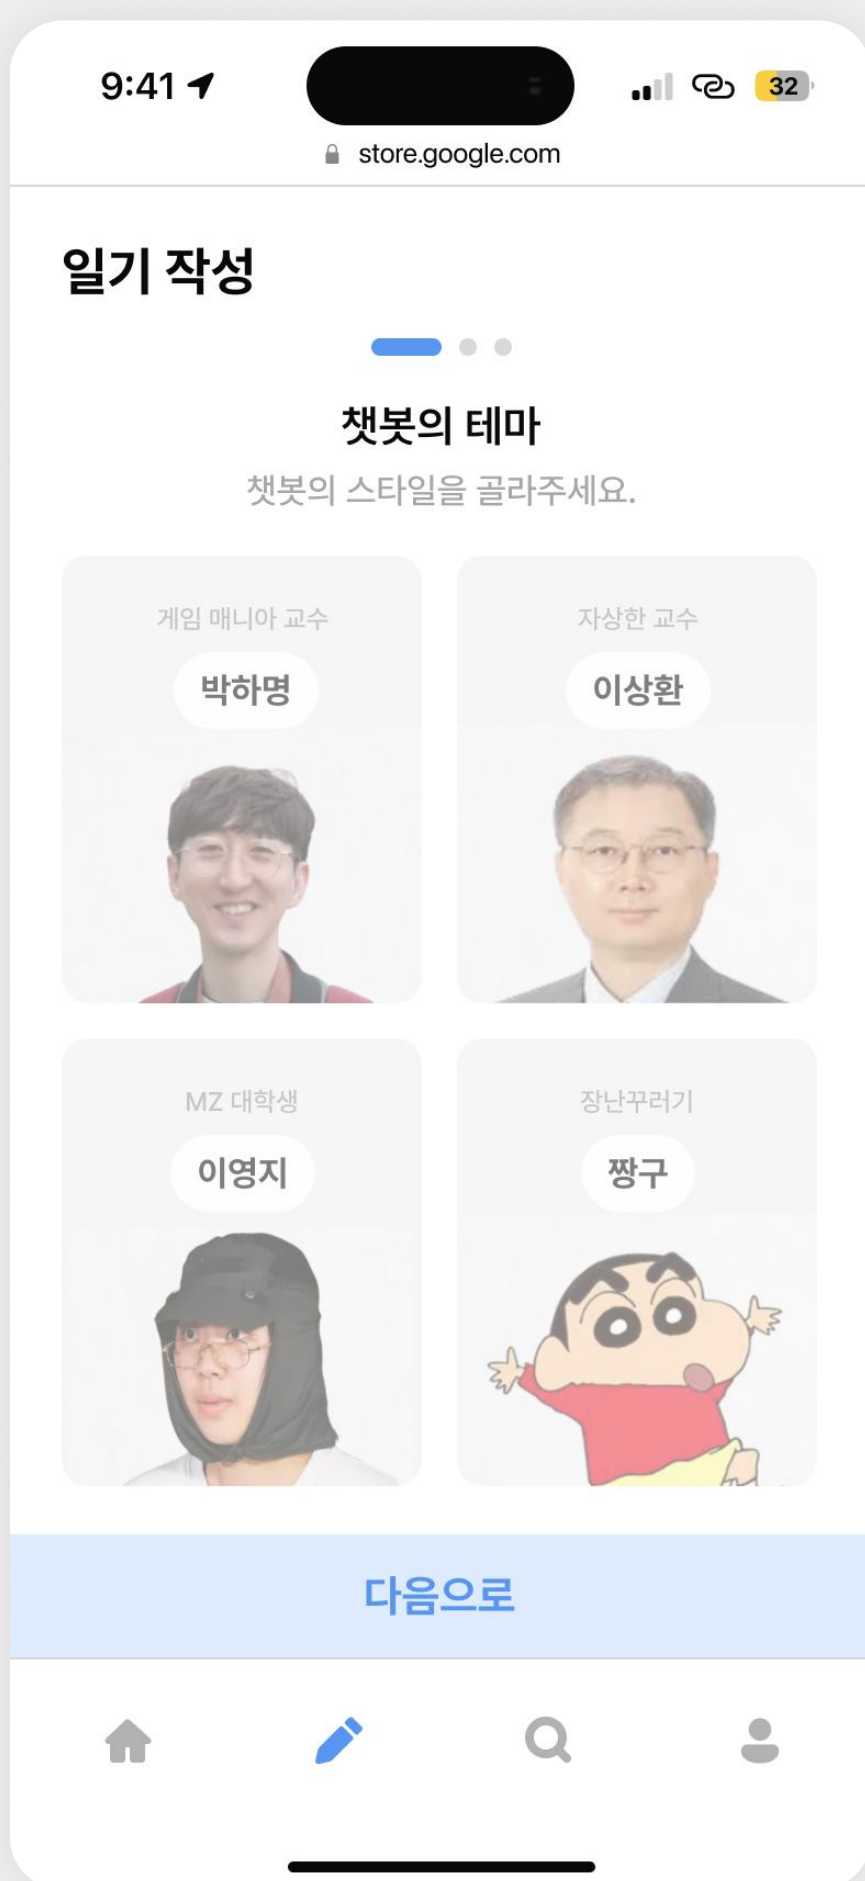 9:41
32
store.google.com
일기 작성
챗봇의 테마
챗봇의 스타일을 골라주세요.
게임 매니아 교수
박하명
자상한 교수
이상환
MZ 대학생
이영지
장난꾸러기
짱구
다음으로